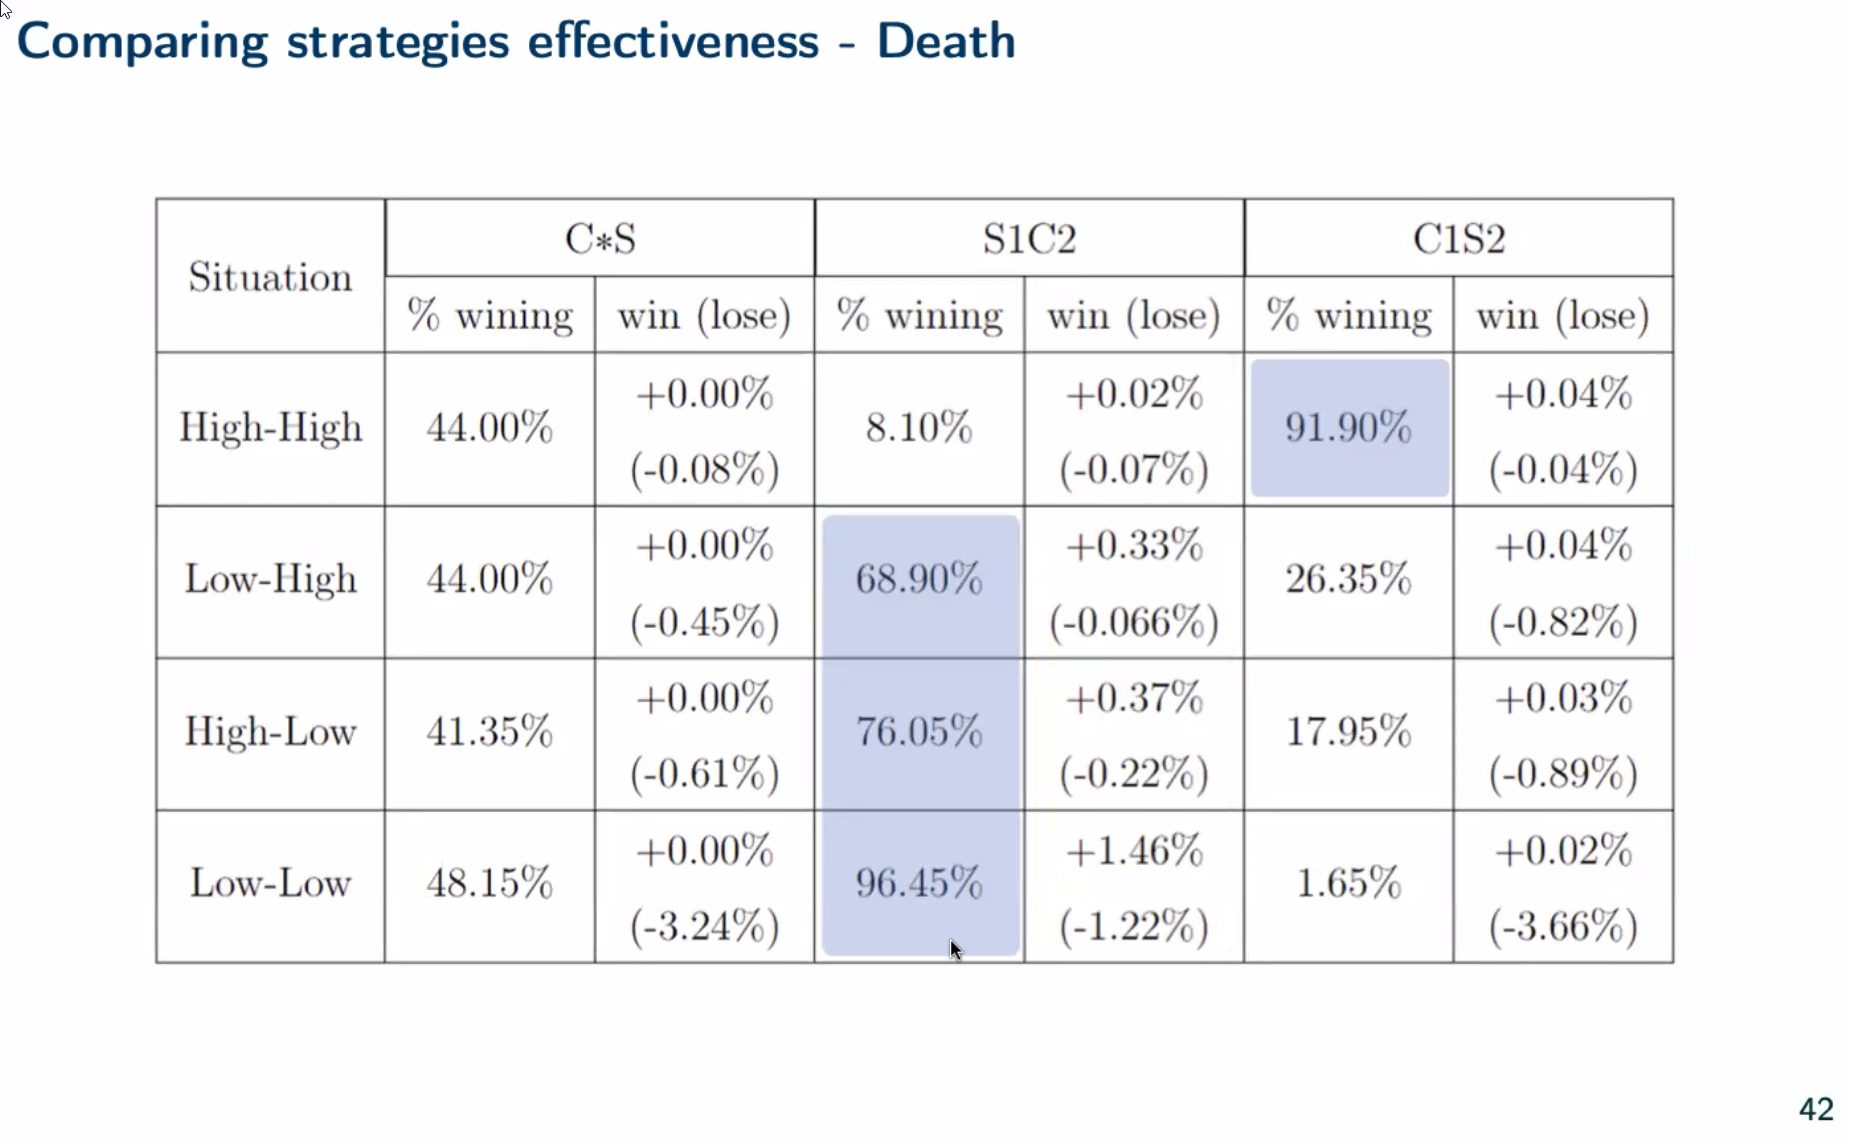 Comparing strategies effectiveness - Death
Situation
C*S
S1C2
C1S2
% wining
win (lose)
% wining
win (lose)
% wining
win (lose)
High-High
44.00%
+0.00%
(-0.08%)
8.10%
+0.02%
(-0.07%)
91.90%
+0.04%
(-0.04%)
Low-High
44.00%
+0.00%
(-0.45%)
68.90%
+0.33%
(-0.066%)
26.35%
+0.04%
(-0.82%)
High-Low
41.35%
+0.00%
(-0.61%)
76.05%
+0.37%
(-0.22%)
17.95%
+0.03%
(-0.89%)
Low-Low
48.15%
+0.00%
(-3.24%)
96.45%
+1.46%
(-1.22%)
1.65%
+0.02%
(-3.66%)
42